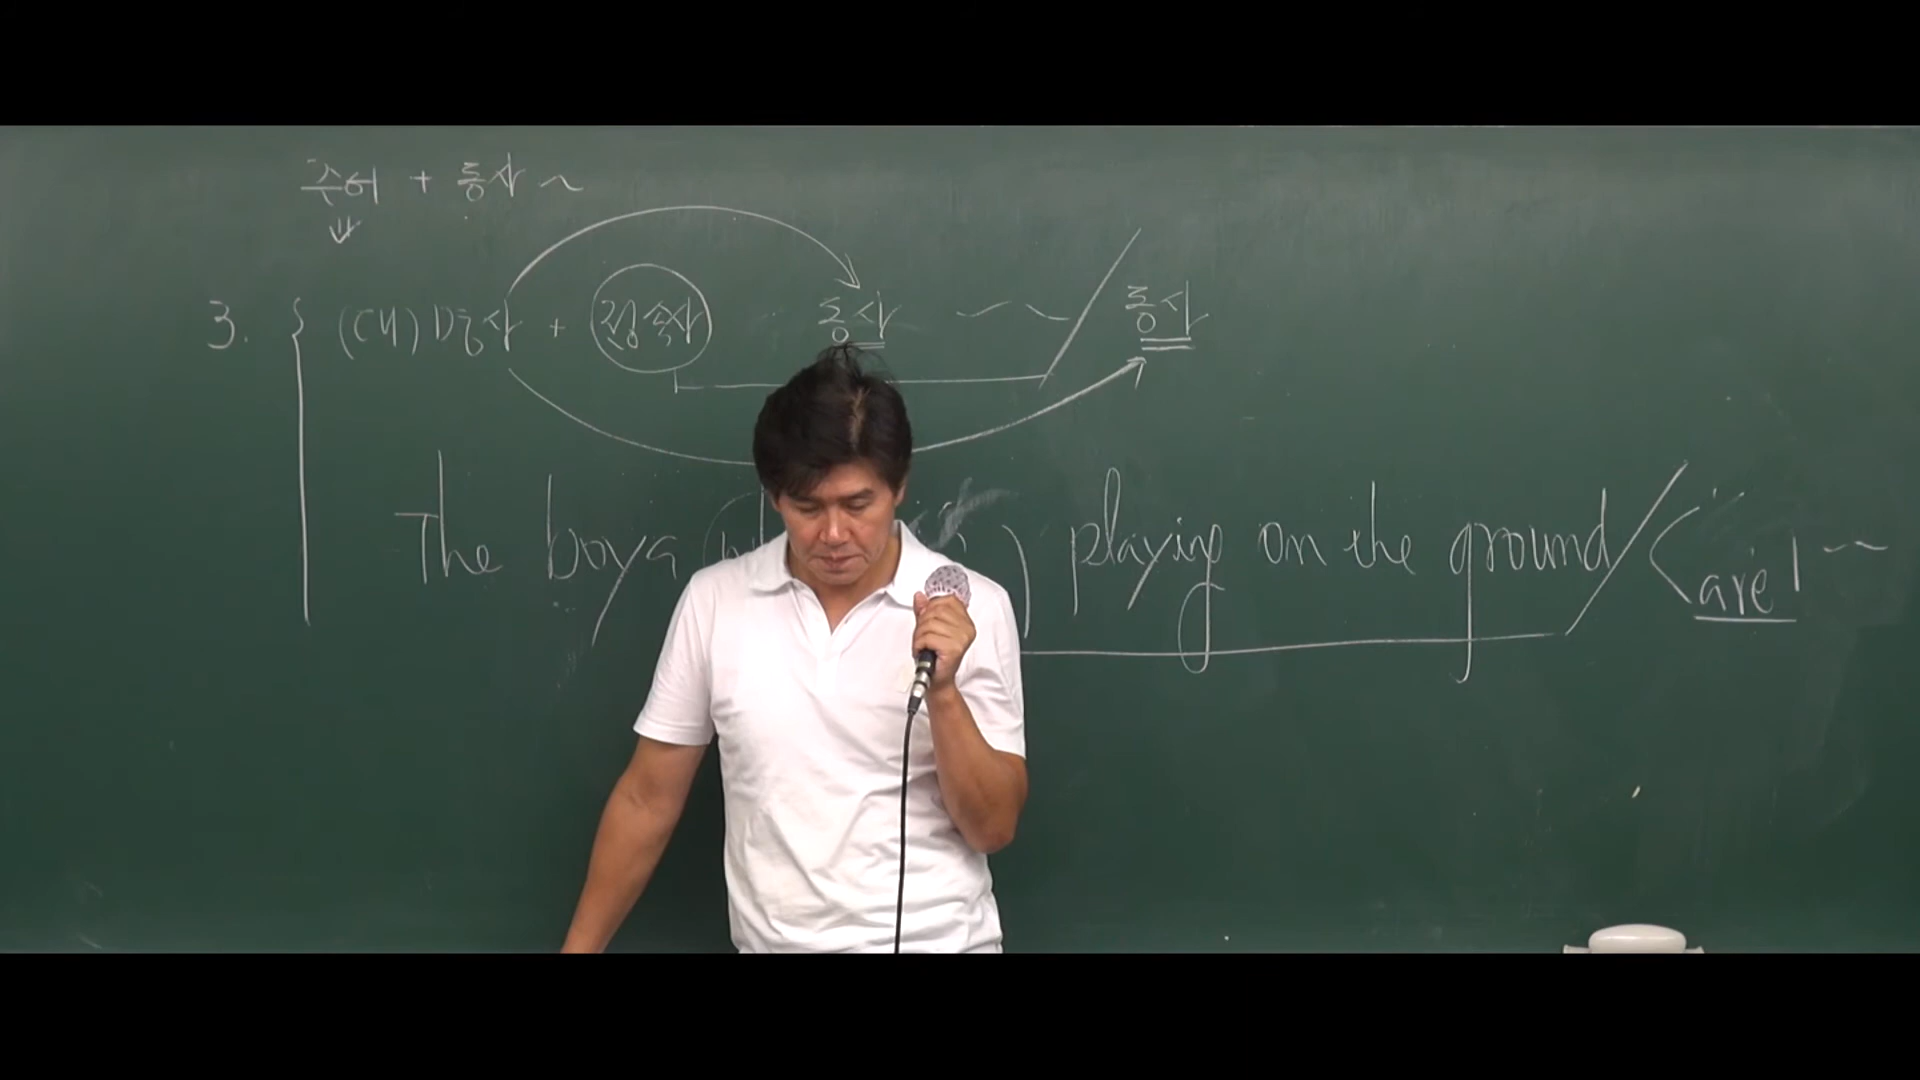 주어 + 동사 ~
3. (대)명사 + 접속사 동사 ~~ / 동사
The boys playing on the ground / are ~~